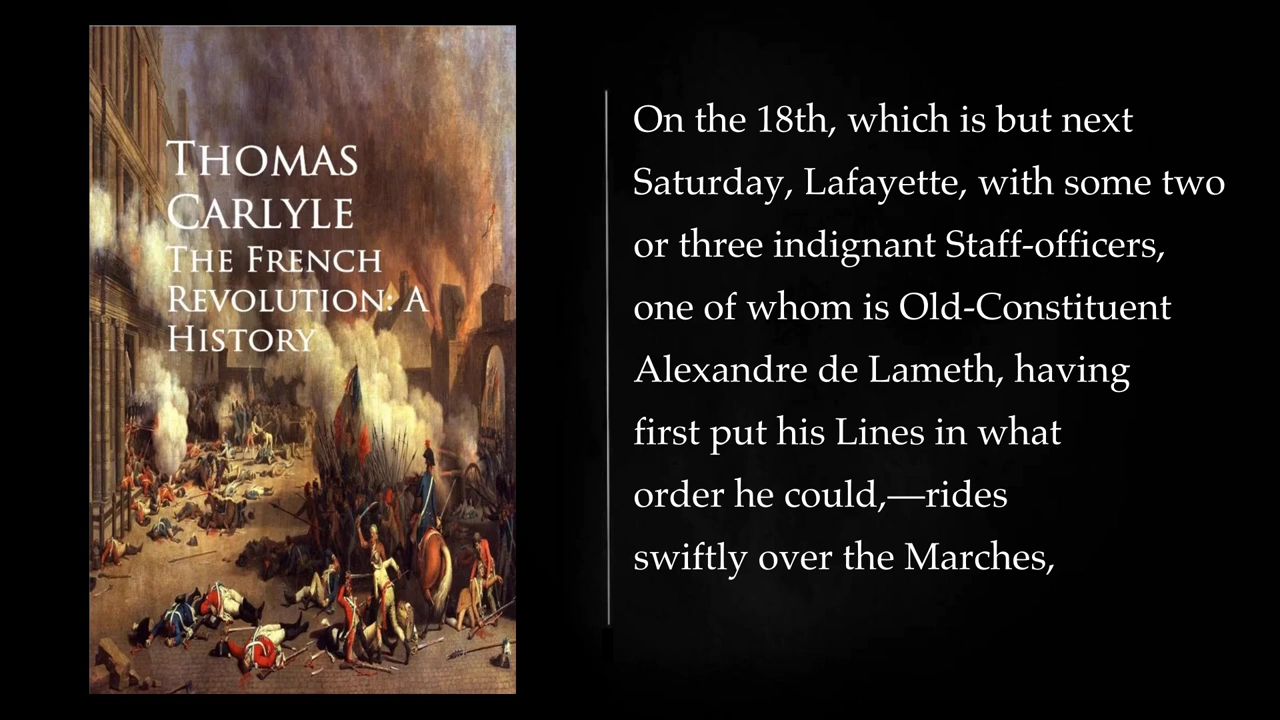 THOMAS
CARLYLE
THE FRENCH
REVOLUTION: A
HISTORY
On the 18th, which is but next
Saturday, Lafayette, with some two
or three indignant Staff-officers,
one of whom is Old-Constituent
Alexandre de Lameth, having
first put his Lines in what
order he could,—rides
swiftly over the Marches,